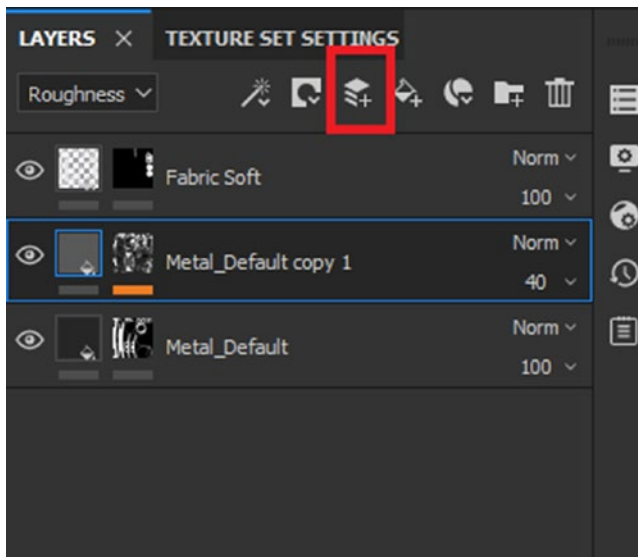 LAYERS × TEXTURE SET SETTINGS
Roughness
Norm
Fabric Soft
100
Norm
Metal_Default copy 1
40
Norm
Metal_Default
100